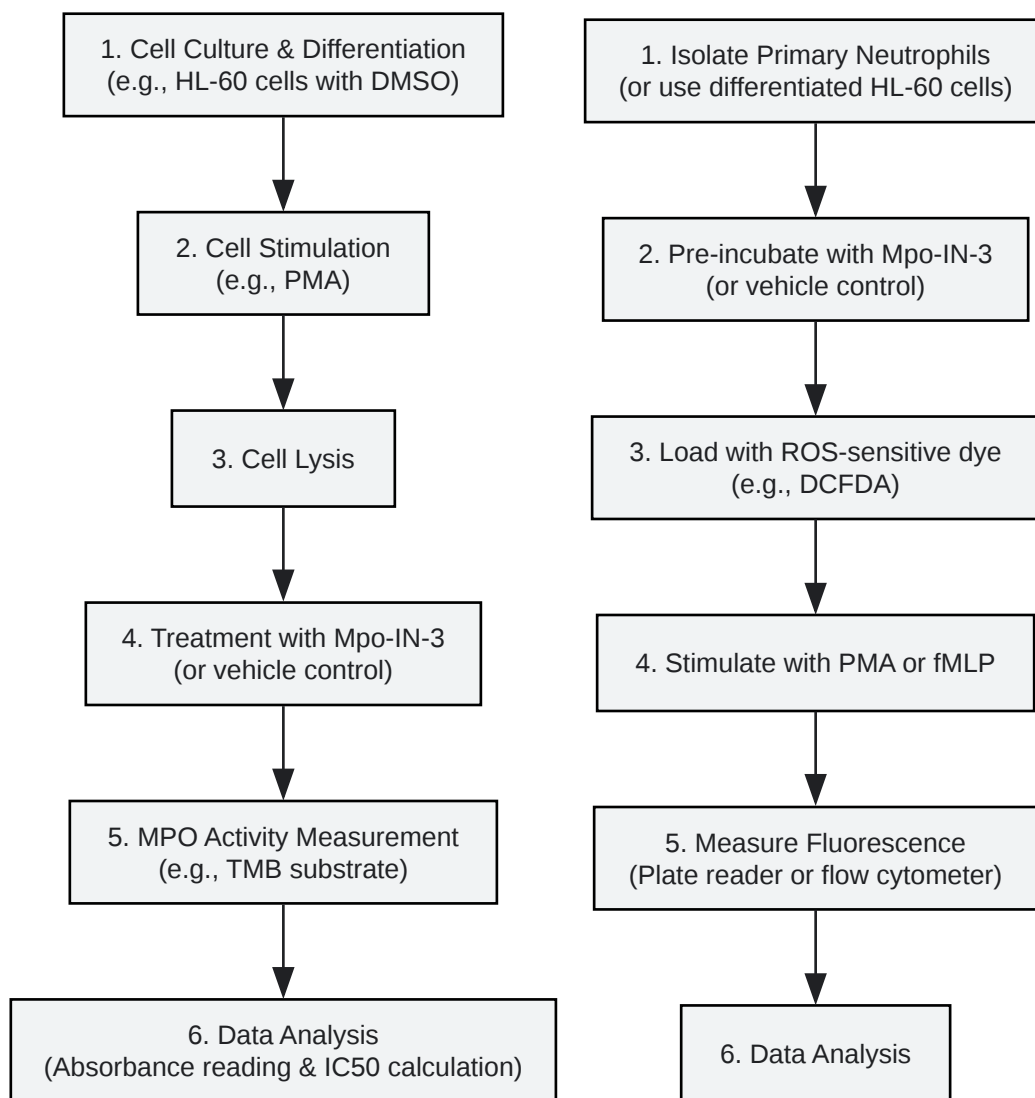 1. Cell Culture & Differentiation
(e.g., HL-60 cells with DMSO)
2. Cell Stimulation
(e.g., PMA)
3. Cell Lysis
4. Treatment with Mpo-IN-3
(or vehicle control)
5. MPO Activity Measurement
(e.g., TMB substrate)
6. Data Analysis
(Absorbance reading & IC50 calculation)
1. Isolate Primary Neutrophils
(or use differentiated HL-60 cells)
2. Pre-incubate with Mpo-IN-3
(or vehicle control)
3. Load with ROS-sensitive dye
(e.g., DCFDA)
4. Stimulate with PMA or fMLP
5. Measure Fluorescence
(Plate reader or flow cytometer)
6. Data Analysis